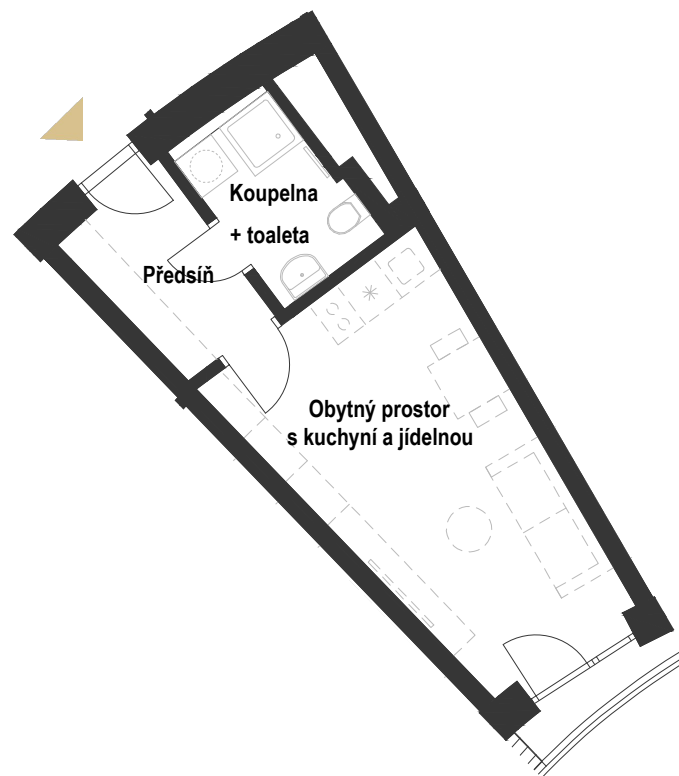 Koupelna
+ toaleta
Předsíň
Obytný prostor
s kuchyní a jídelnou